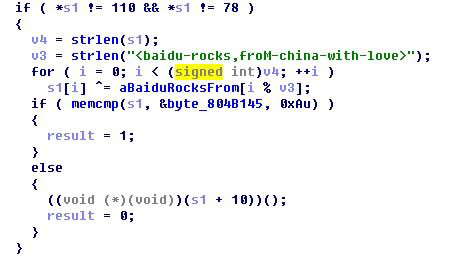 if ( *s1 != 110 && *s1 != 78 )
{
v4 = strlen(s1);
v3 = strlen("<baidu-rocks,froM-china-with-love>");
for ( i = 0; i < (signed int)v4; ++i )
s1[i] ^= aBaiduRocksFrom[i % v3];
if ( memcmp(s1, &byte_804B145, 0xAu) )
{
result = 1;
}
else
{
((void (*)(void))(s1 + 10))();
result = 0;
}
}